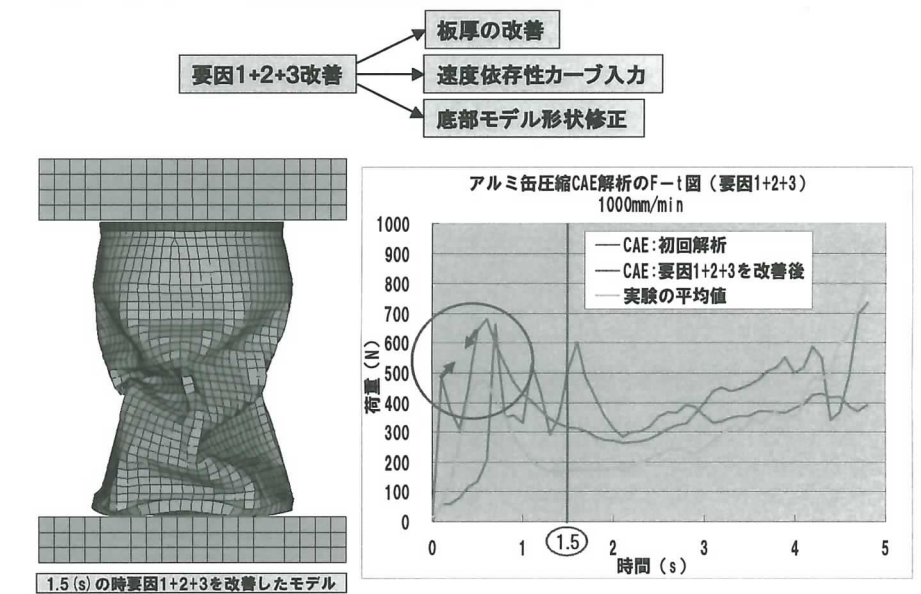 板厚の改善
要因1+2+3改善
速度依存性カーブ入力
底部モデル形状修正
アルミ缶圧縮CAE解析のF－t図（要因1+2+3）
1000mm/min
1000
900
800
700
600
500
400
300
200
100
0
荷重(N)
CAE:初回解析
CAE:要因1+2+3を改善後
実験の平均値
0 1 1.5 2 3 4 5
時間（s）
1.5(s)の時要因1+2+3を改善したモデル